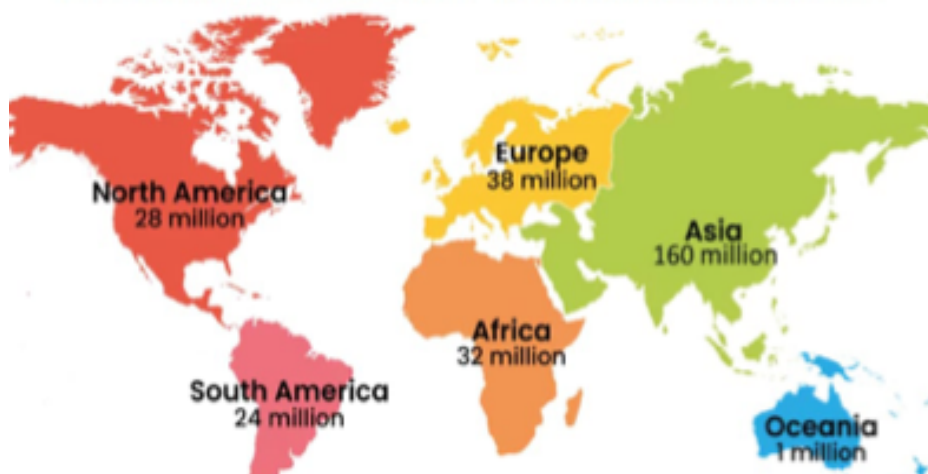 North America
28 million
Europe
38 million
Asia
160 million
Africa
32 million
South America
24 million
Oceania
1 million